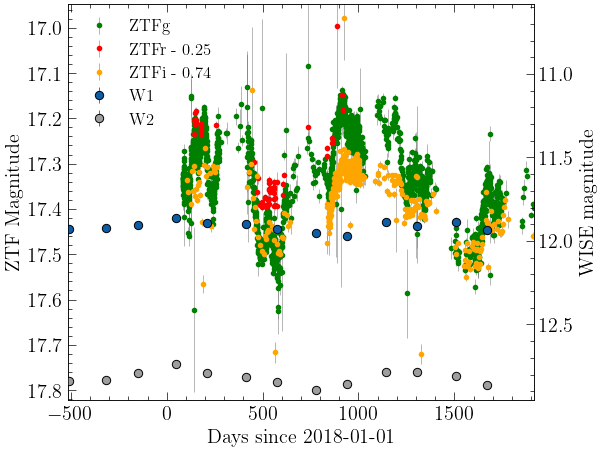 ZTFg
ZTFr - 0.25
ZTFi - 0.74
W1
W2
17.0
17.1
17.2
17.3
17.4
17.5
17.6
17.7
17.8
ZTF Magnitude
11.0
11.5
12.0
12.5
WISE magnitude
−500 0 500 1000 1500
Days since 2018-01-01